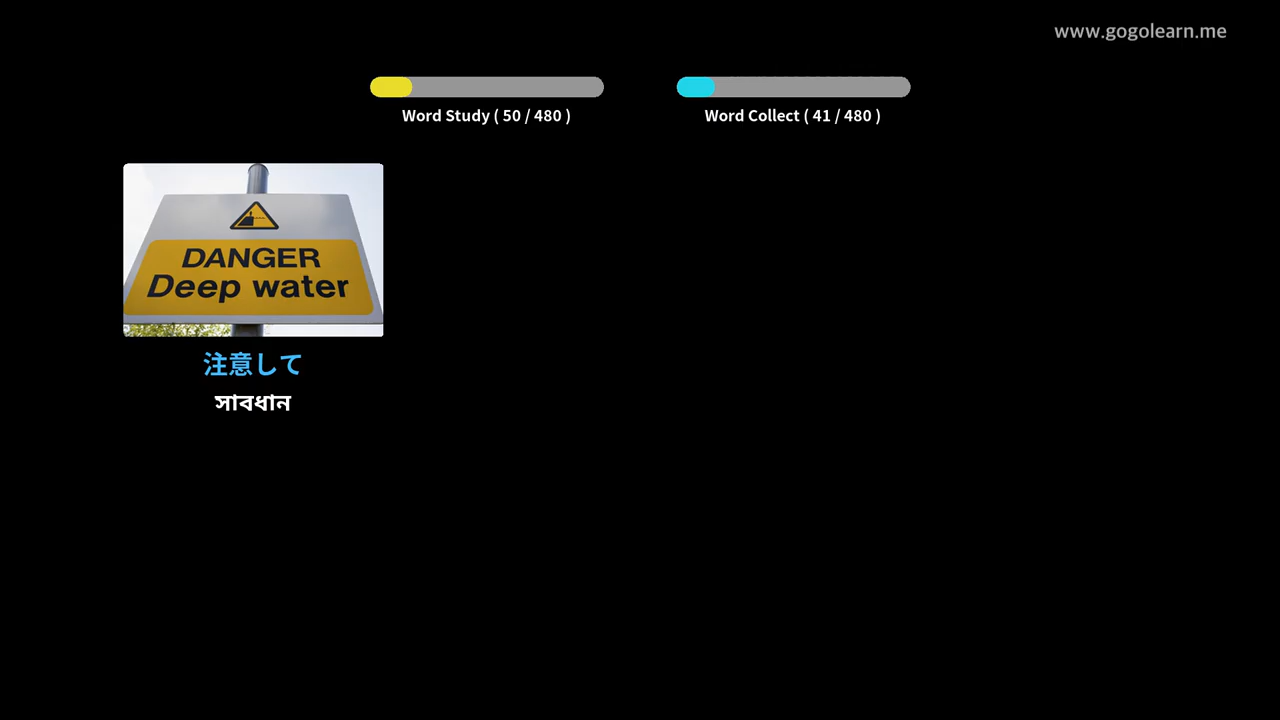 www.gogolearn.me
Word Study ( 50 / 480 )
Word Collect ( 41 / 480 )
DANGER
Deep water
注意して
সাবধান